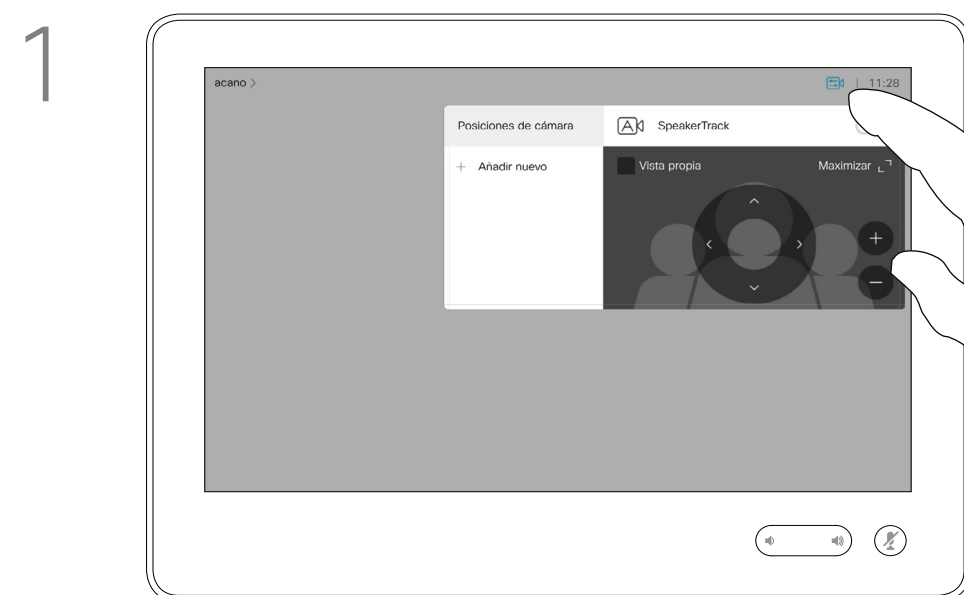 1
acano >
11:28
Posiciones de cámara
SpeakerTrack
+ Añadir nuevo
Vista propia
Maximizar